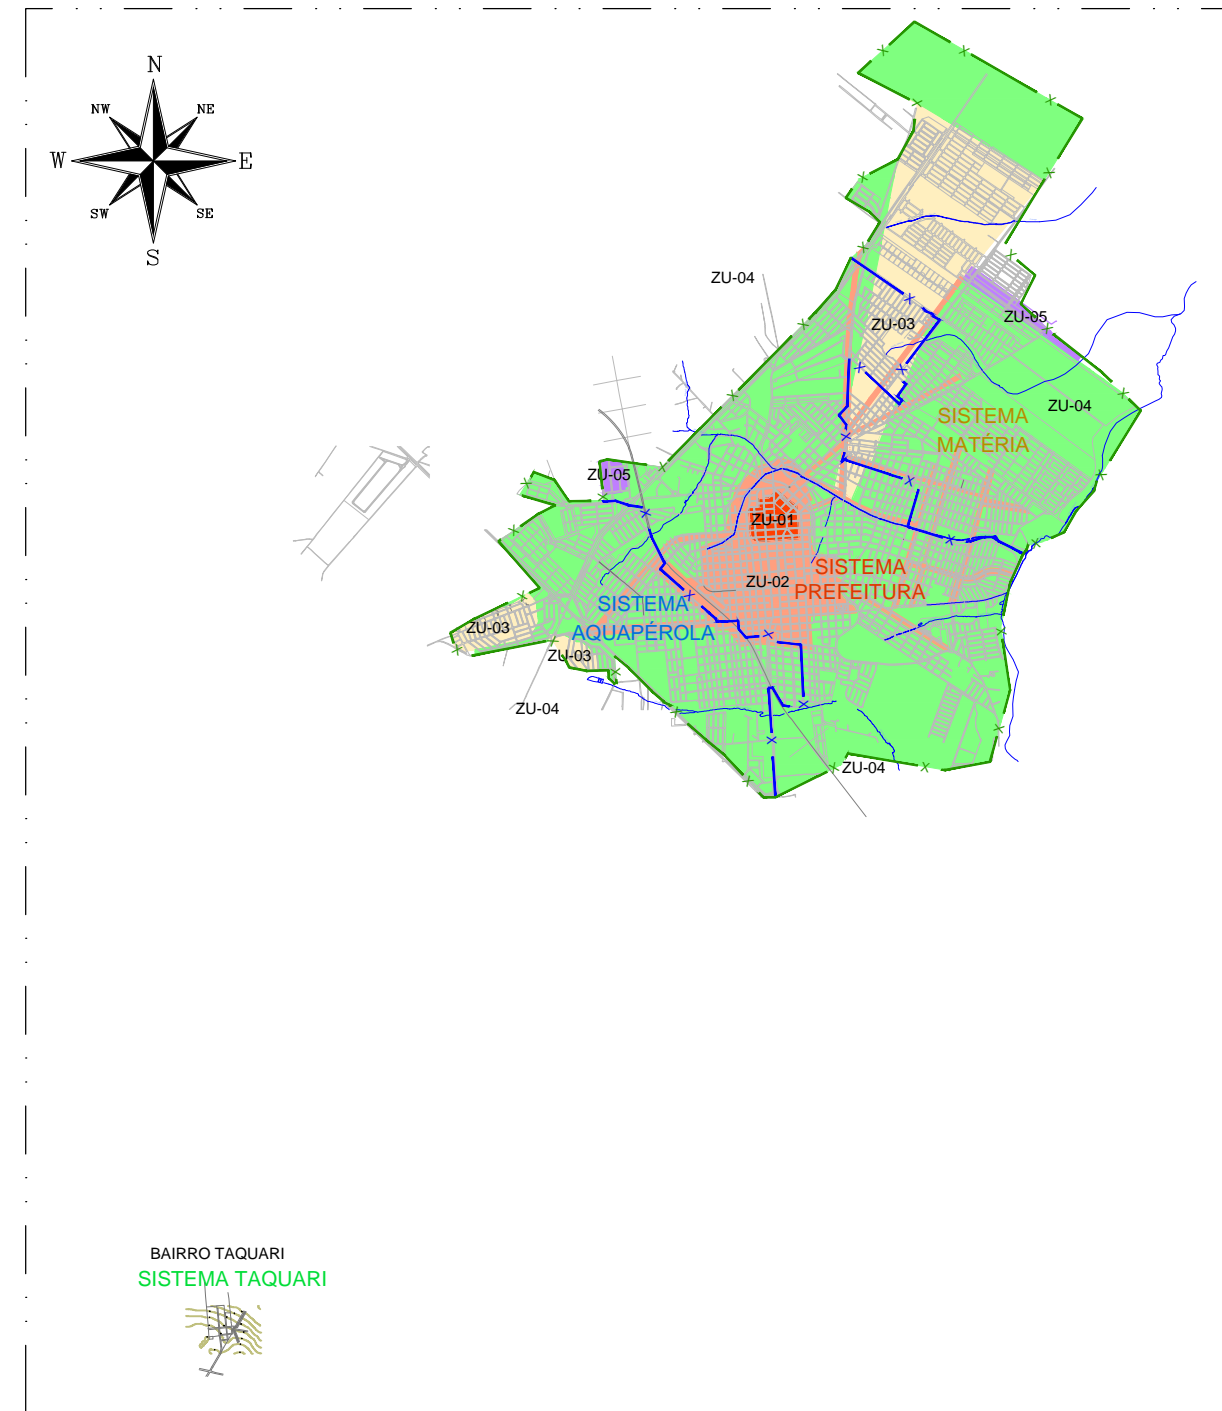 N
NW
NE
W
E
SW
SE
S
ZU-04
ZU-05
ZU-03
ZU-04
SISTEMA
MATÉRIA
ZU-05
ZU-01
SISTEMA
PREFEITURA
ZU-02
SISTEMA
AQUAPÉROLA
ZU-03
ZU-03
ZU-04
ZU-04
BAIRRO TAQUARI
SISTEMA TAQUARI